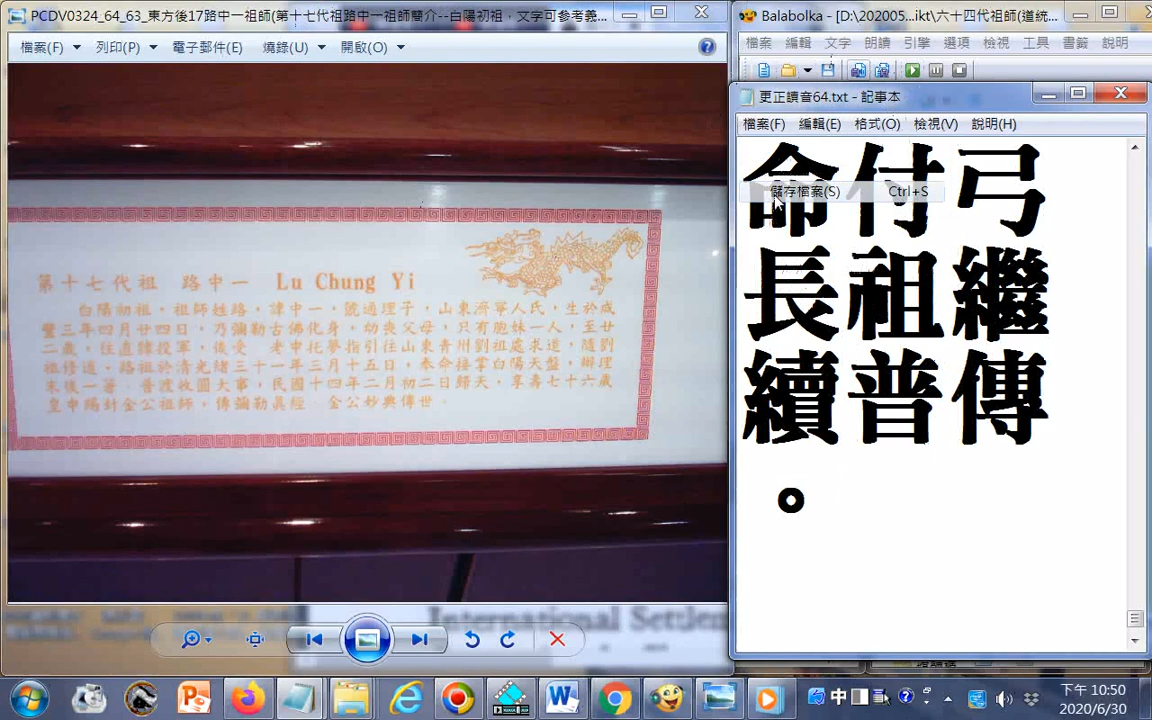 PCDV0324_64_63_東方後17路中一祖師(第十七代祖路中一祖師簡介--白陽初祖，文字可參考義...
檔案(F) 列印(P) 電子郵件(E) 燒錄(U) 開啟(O)
第十七代祖 路中一 Lu Chung Yi
白陽初祖，祖師姓路，諱中一，號通理子，山東濟寧人氏，生於咸
豐三年四月廿四日，乃彌勒古佛化身，幼喪父母，只有胞妹一人，至廿
二歲，往直隸投軍，後受 老中托夢指引往山東青州劉祖處求道，隨劉
祖修道。路祖於清光緒三十一年三月十五日，奉命接掌白陽天盤，辦理
末後一著，普渡收圓大事，民國十四年二月初二日歸天，享壽七十六歲
皇中賜封金公祖師，傳彌勒真經、金公妙典傳世。
International Settlem
Balabolka - [D:\202005...ikt\六十四代祖師(道統...
檔案 編輯 文字 朗讀 引擎 選項 檢視 工具 書籤 說明
更正讀音64.txt - 記事本
檔案(F) 編輯(E) 格式(O) 檢視(V) 說明(H)
儲存檔案(S) Ctrl+S
命付弓
長祖繼
續普傳
。
中
下午 10:50
2020/6/30